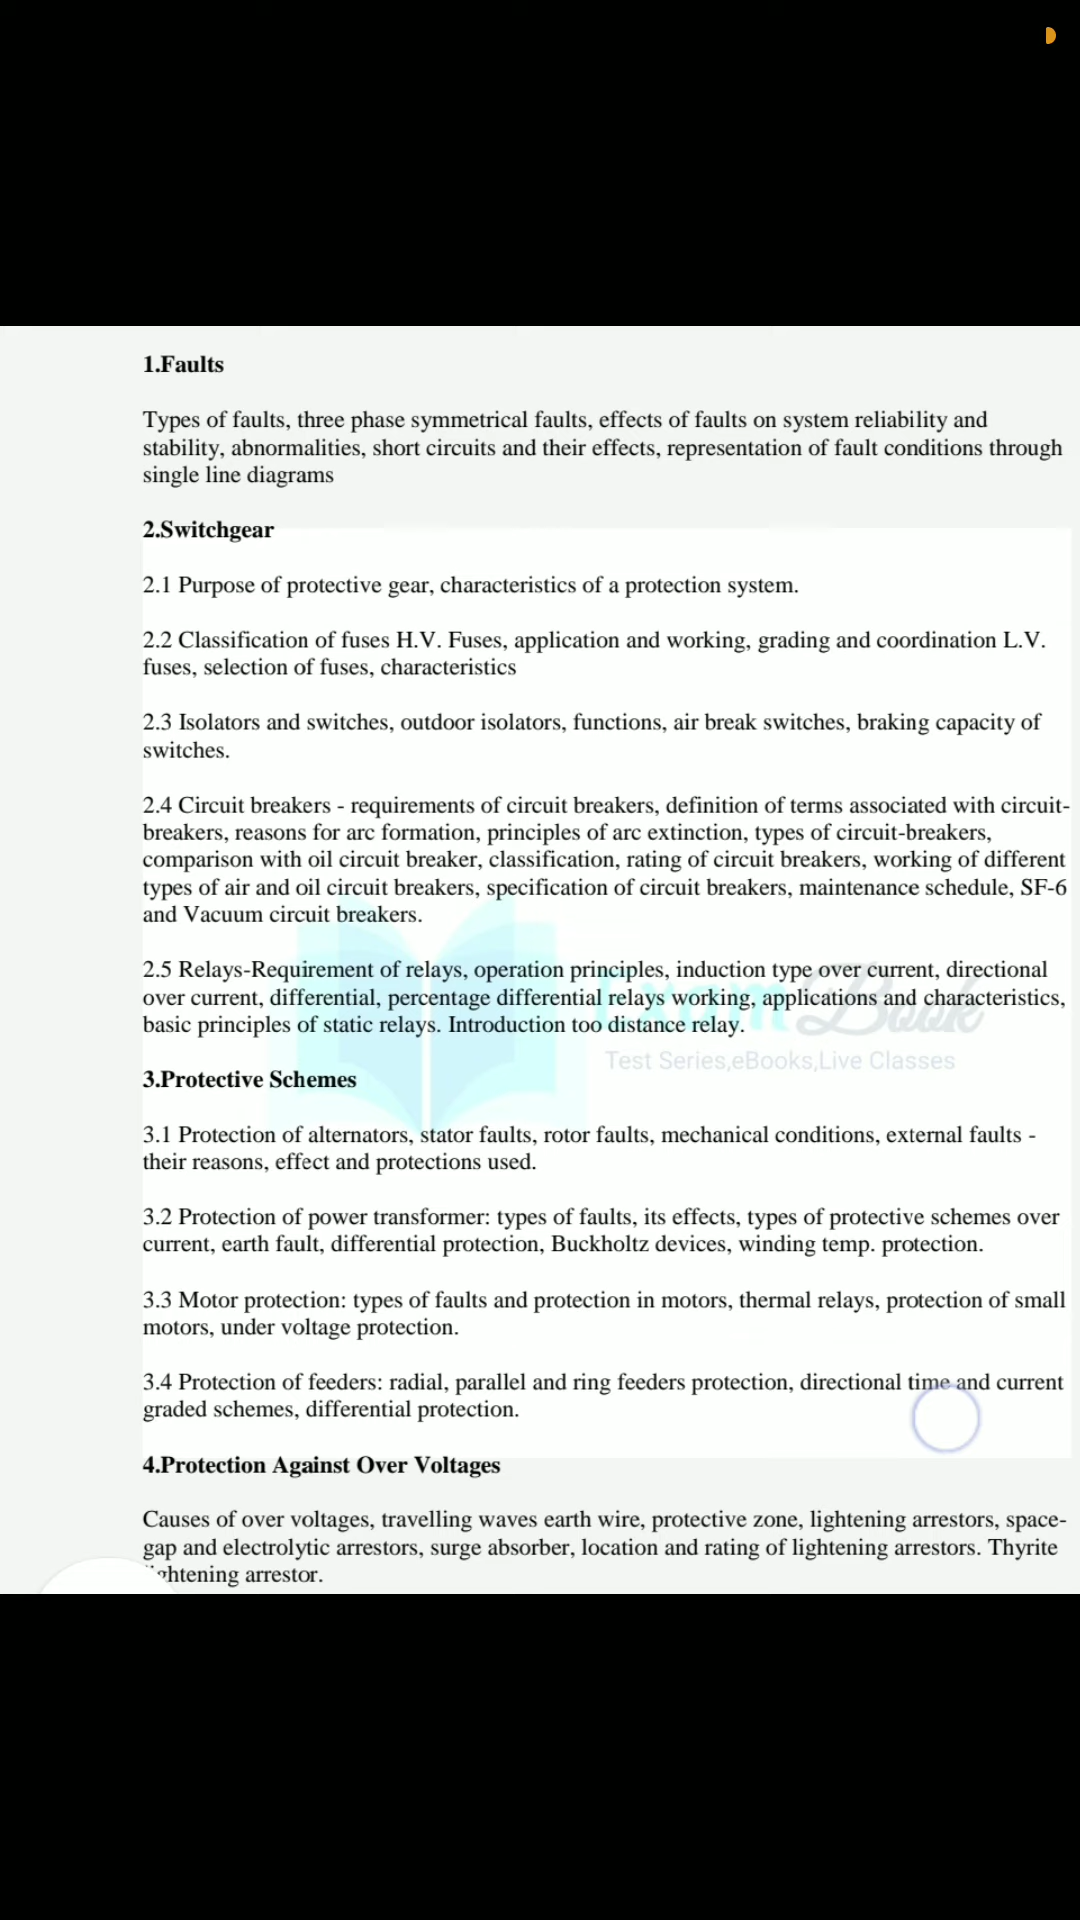 1.Faults
Types of faults, three phase symmetrical faults, effects of faults on system reliability and
stability, abnormalities, short circuits and their effects, representation of fault conditions through
single line diagrams
2.Switchgear
2.1 Purpose of protective gear, characteristics of a protection system.
2.2 Classification of fuses H.V. Fuses, application and working, grading and coordination L.V.
fuses, selection of fuses, characteristics
2.3 Isolators and switches, outdoor isolators, functions, air break switches, braking capacity of
switches.
2.4 Circuit breakers - requirements of circuit breakers, definition of terms associated with circuit-
breakers, reasons for arc formation, principles of arc extinction, types of circuit-breakers,
comparison with oil circuit breaker, classification, rating of circuit breakers, working of different
types of air and oil circuit breakers, specification of circuit breakers, maintenance schedule, SF-6
and Vacuum circuit breakers.
2.5 Relays-Requirement of relays, operation principles, induction type over current, directional
over current, differential, percentage differential relays working, applications and characteristics,
basic principles of static relays. Introduction too distance relay.
Exam Book
Test Series,eBooks,Live Classes
3.Protective Schemes
3.1 Protection of alternators, stator faults, rotor faults, mechanical conditions, external faults -
their reasons, effect and protections used.
3.2 Protection of power transformer: types of faults, its effects, types of protective schemes over
current, earth fault, differential protection, Buckholtz devices, winding temp. protection.
3.3 Motor protection: types of faults and protection in motors, thermal relays, protection of small
motors, under voltage protection.
3.4 Protection of feeders: radial, parallel and ring feeders protection, directional time and current
graded schemes, differential protection.
4.Protection Against Over Voltages
Causes of over voltages, travelling waves earth wire, protective zone, lightening arrestors, space-
gap and electrolytic arrestors, surge absorber, location and rating of lightening arrestors. Thyrite
ghtening arrestor.